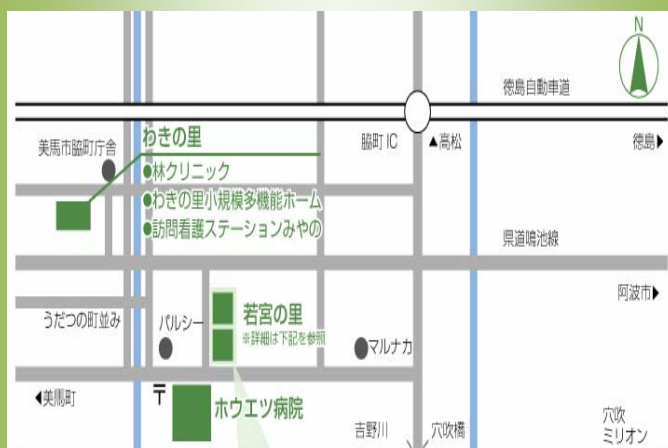 N
徳島自動車道
わきの里
美馬市脇町庁舎
脇町 IC
▲高松
徳島▶
●林クリニック
●わきの里小規模多機能ホーム
●訪問看護ステーションみやの
県道鳴池線
阿波市▶
うだつの町並み
パルシー
若宮の里
※詳細は下記を参照
マルナカ
◀美馬町
〒
ホウエツ病院
吉野川
穴吹橋
穴吹
ミリオン